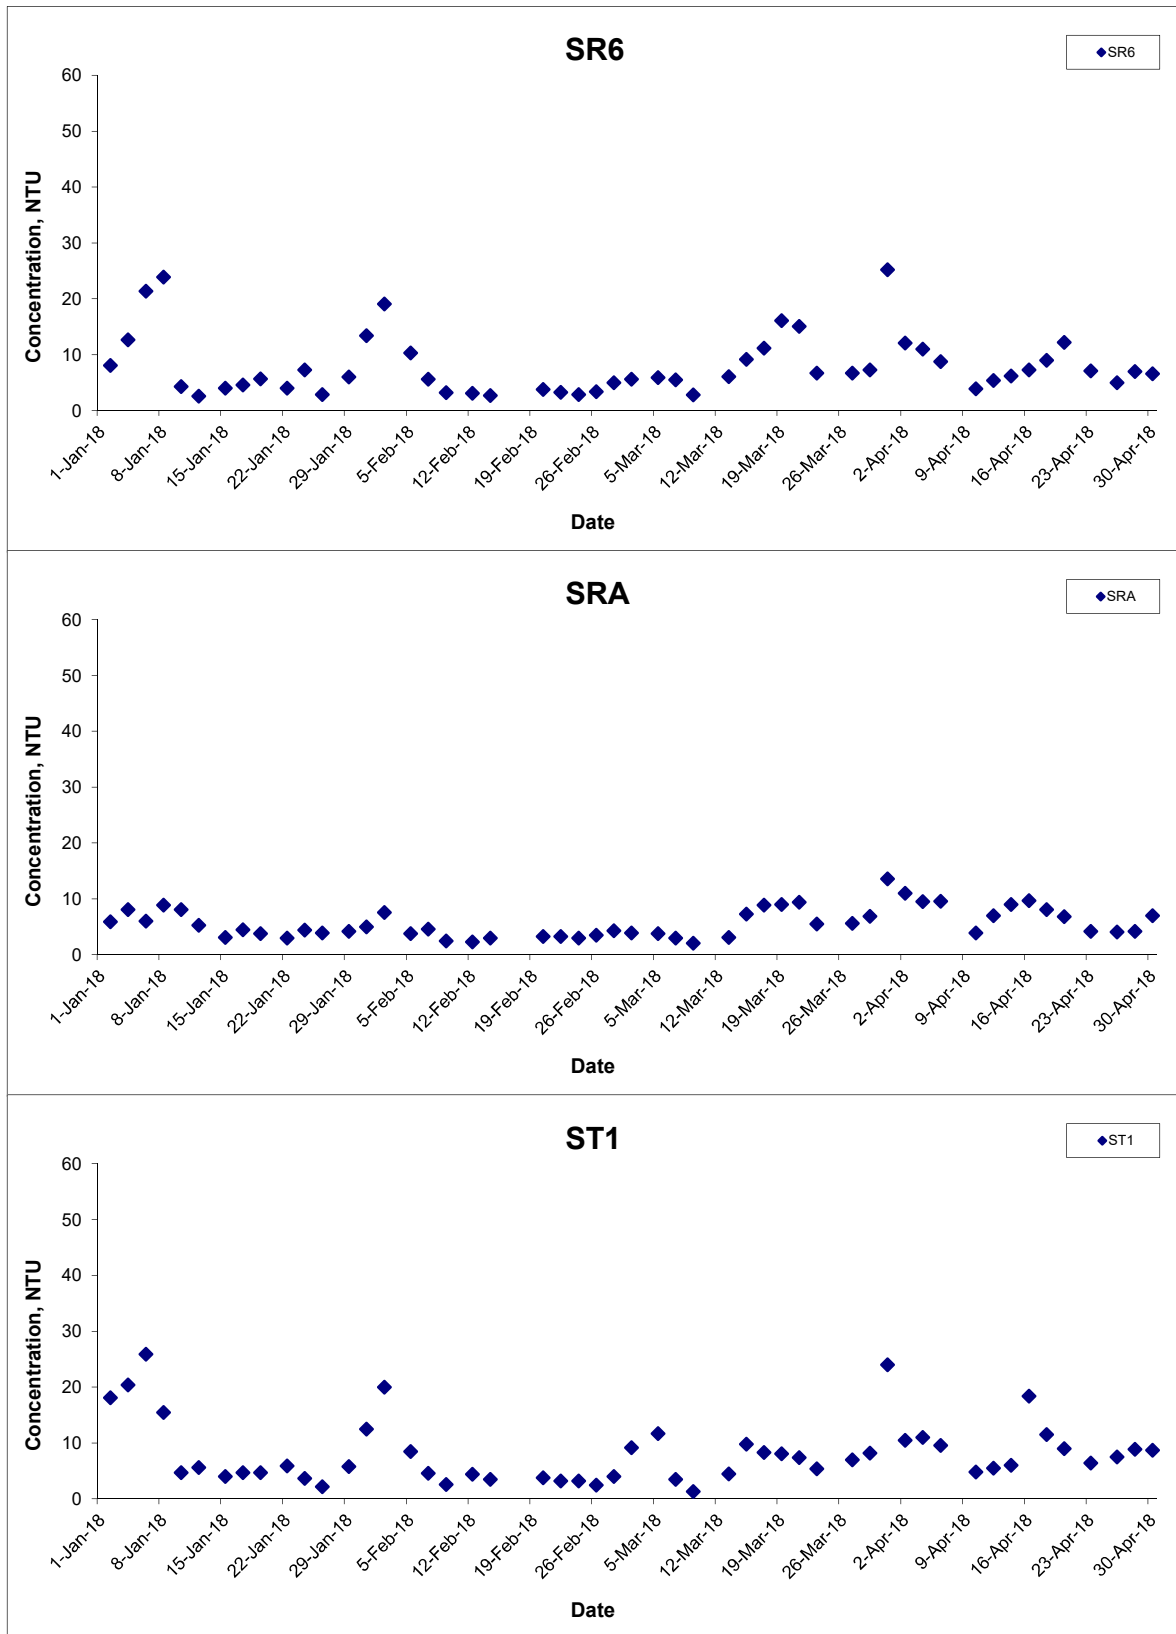 SR6
SR6
60
50
40
30
20
10
0
Concentration, NTU
1-Jan-18
8-Jan-18
15-Jan-18
22-Jan-18
29-Jan-18
5-Feb-18
12-Feb-18
19-Feb-18
26-Feb-18
5-Mar-18
12-Mar-18
19-Mar-18
26-Mar-18
2-Apr-18
9-Apr-18
16-Apr-18
23-Apr-18
30-Apr-18
Date
SRA
SRA
60
50
40
30
20
10
0
Concentration, NTU
1-Jan-18
8-Jan-18
15-Jan-18
22-Jan-18
29-Jan-18
5-Feb-18
12-Feb-18
19-Feb-18
26-Feb-18
5-Mar-18
12-Mar-18
19-Mar-18
26-Mar-18
2-Apr-18
9-Apr-18
16-Apr-18
23-Apr-18
30-Apr-18
Date
ST1
ST1
60
50
40
30
20
10
0
Concentration, NTU
1-Jan-18
8-Jan-18
15-Jan-18
22-Jan-18
29-Jan-18
5-Feb-18
12-Feb-18
19-Feb-18
26-Feb-18
5-Mar-18
12-Mar-18
19-Mar-18
26-Mar-18
2-Apr-18
9-Apr-18
16-Apr-18
23-Apr-18
30-Apr-18
Date